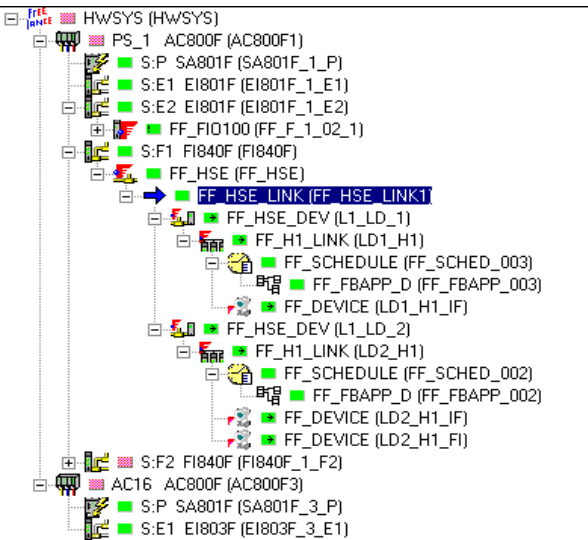 FREE
LANCE
HWSYS (HWSYS)
PS_1 AC800F (AC800F1)
S:P SA801F (SA801F_1_P)
S:E1 EI801F (EI801F_1_E1)
S:E2 EI801F (EI801F_1_E2)
FF_FIO100 (FF_F_1_02_1)
S:F1 FI840F (FI840F)
FF_HSE (FF_HSE)
FF_HSE_LINK (FF_HSE_LINK1)
FF_HSE_DEV (L1_LD_1)
FF_H1_LINK (LD1_H1)
FF_SCHEDULE (FF_SCHED_003)
FF_FBAPP_D (FF_FBAPP_003)
FF_DEVICE (LD1_H1_IF)
FF_HSE_DEV (L1_LD_2)
FF_H1_LINK (LD2_H1)
FF_SCHEDULE (FF_SCHED_002)
FF_FBAPP_D (FF_FBAPP_002)
FF_DEVICE (LD2_H1_IF)
FF_DEVICE (LD2_H1_FI)
S:F2 FI840F (FI840F_1_F2)
AC16 AC800F (AC800F3)
S:P SA801F (SA801F_3_P)
S:E1 EI803F (EI803F_3_E1)